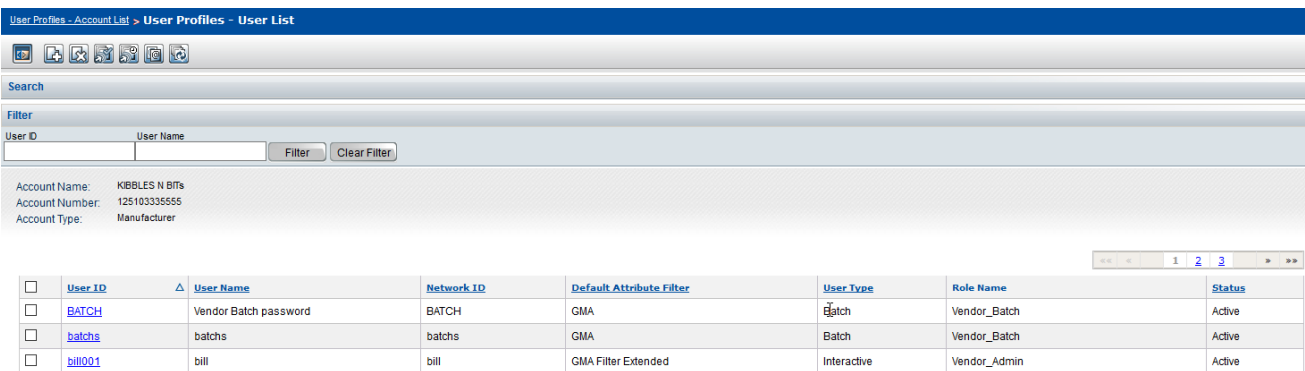 User Profiles - Account List > User Profiles - User List
Search
Filter
User ID User Name
Filter Clear Filter
Account Name: KIBBLES N BITs
Account Number: 125103335555
Account Type: Manufacturer
«« « 1 2 3 » »»
User ID User Name Network ID Default Attribute Filter User Type Role Name Status
BATCH Vendor Batch password BATCH GMA Batch Vendor_Batch Active
batchs batchs batchs GMA Batch Vendor_Batch Active
bill001 bill bill GMA Filter Extended Interactive Vendor_Admin Active